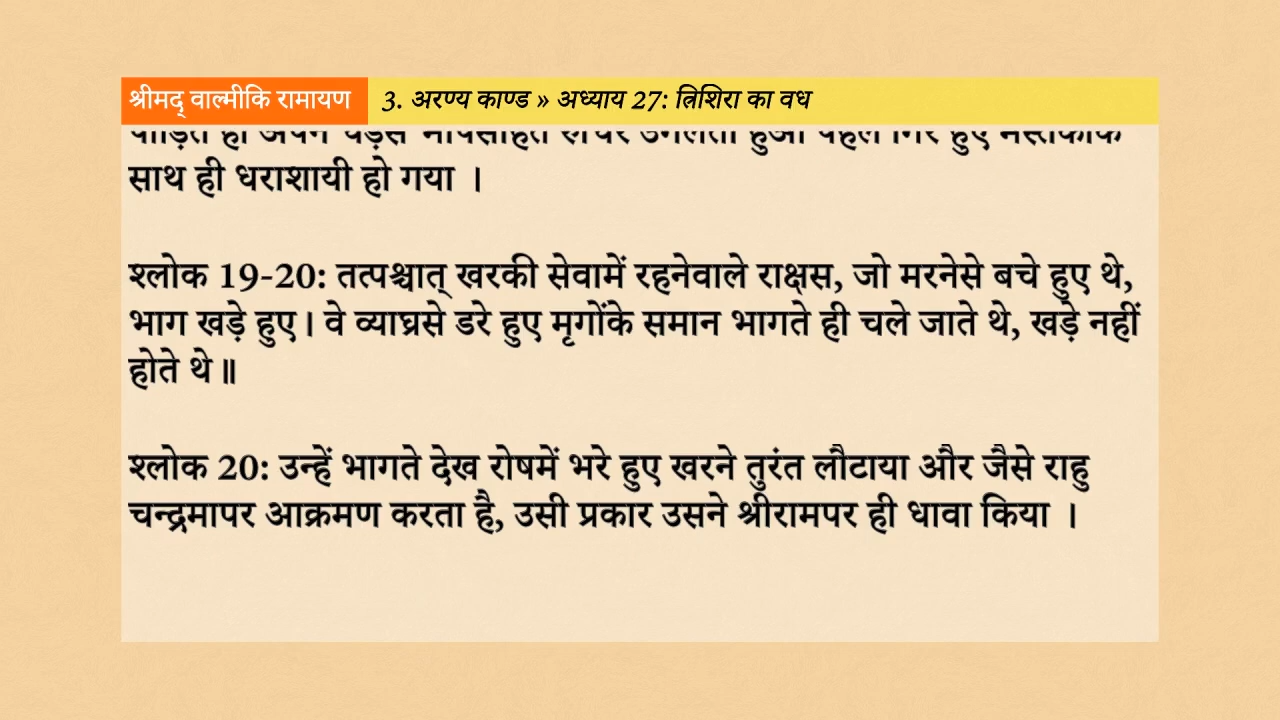 श्रीमद् वाल्मीकि रामायण 3. अरण्य काण्ड » अध्याय 27: त्रिशिरा का वध
हुआ पहले गिरे हुए
साथ ही धराशायी हो गया ।
श्लोक 19-20: तत्पश्चात् खरकी सेवामें रहनेवाले राक्षस, जो मरनेसे बचे हुए थे,
भाग खड़े हुए। वे व्याघ्रसे डरे हुए मृगोंके समान भागते ही चले जाते थे, खड़े नहीं
होते थे॥
श्लोक 20: उन्हें भागते देख रोषमें भरे हुए खरने तुरंत लौटाया और जैसे राहु
चन्द्रमापर आक्रमण करता है, उसी प्रकार उसने श्रीरामपर ही धावा किया ।